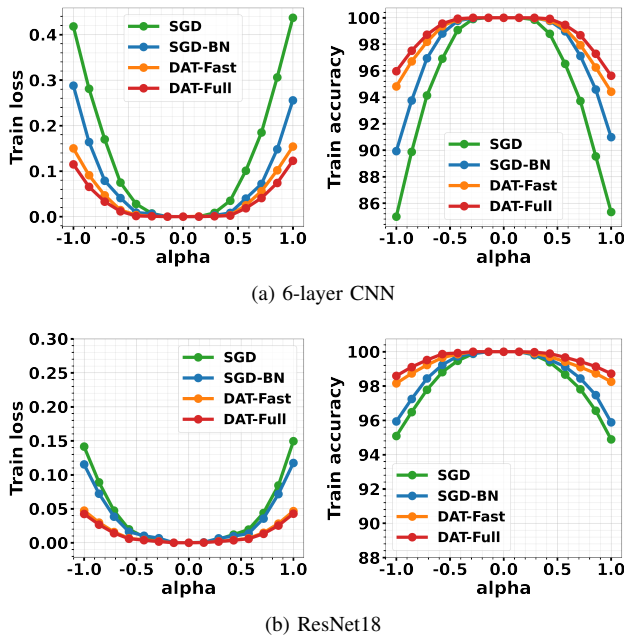 Train loss
0.4
0.3
0.2
0.1
0.0
SGD
SGD-BN
DAT-Fast
DAT-Full
-1.0 -0.5 0.0 0.5 1.0
alpha
Train accuracy
100
98
96
94
92
90
88
86
SGD
SGD-BN
DAT-Fast
DAT-Full
-1.0 -0.5 0.0 0.5 1.0
alpha
(a) 6-layer CNN
Train loss
0.30
0.25
0.20
0.15
0.10
0.05
0.00
SGD
SGD-BN
DAT-Fast
DAT-Full
-1.0 -0.5 0.0 0.5 1.0
alpha
Train accuracy
100
98
96
94
92
90
88
SGD
SGD-BN
DAT-Fast
DAT-Full
-1.0 -0.5 0.0 0.5 1.0
alpha
(b) ResNet18